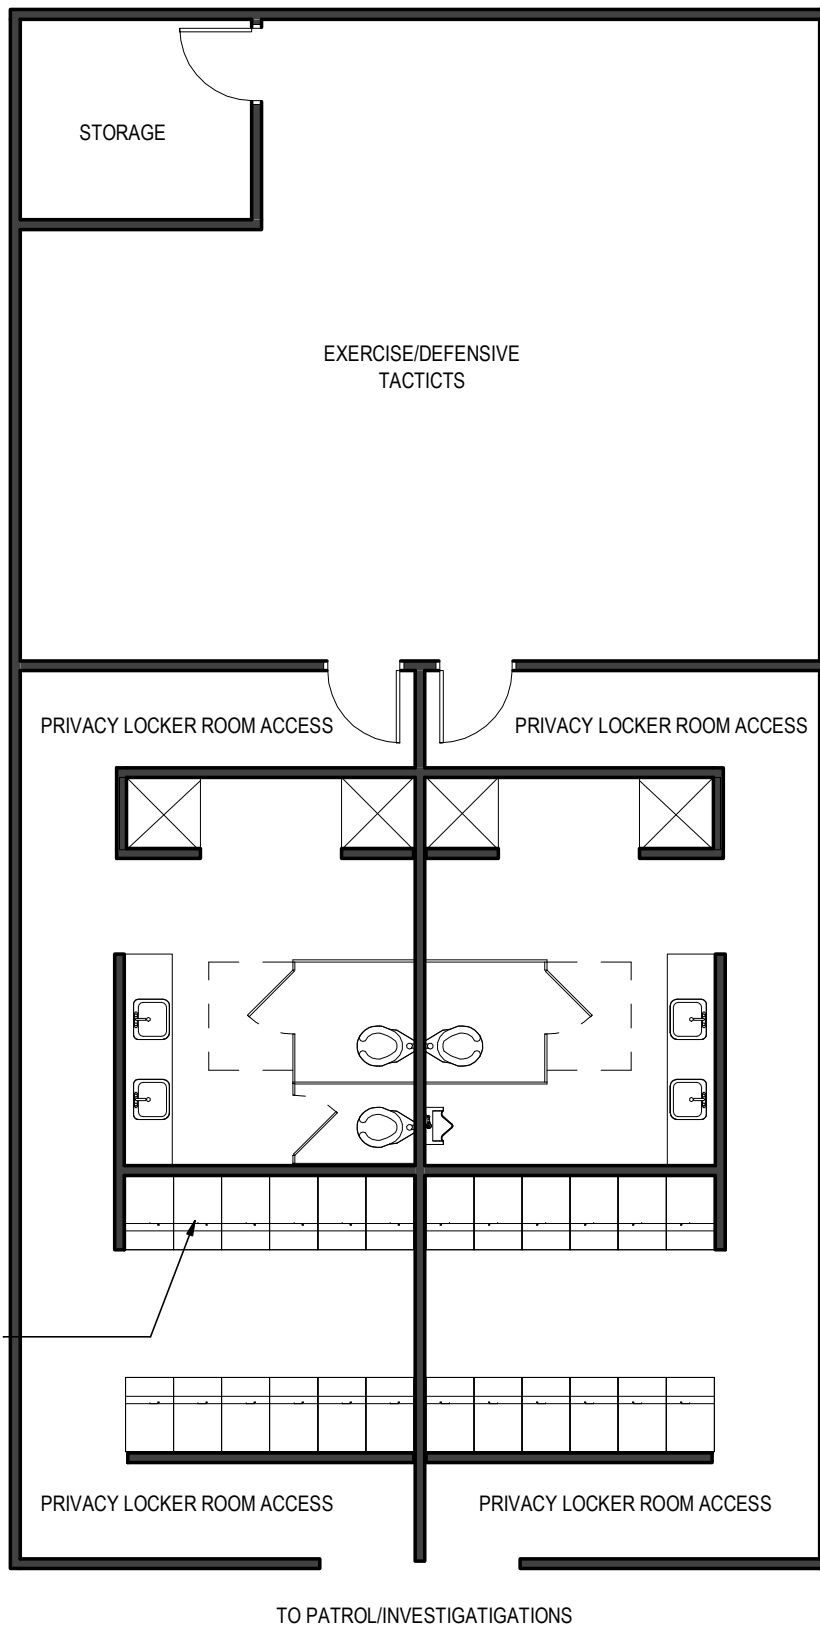 STORAGE
EXERCISE/DEFENSIVE
TACTICTS
PRIVACY LOCKER ROOM ACCESS
PRIVACY LOCKER ROOM ACCESS
PRIVACY LOCKER ROOM ACCESS
PRIVACY LOCKER ROOM ACCESS
TO PATROL/INVESTIGATIGATIONS